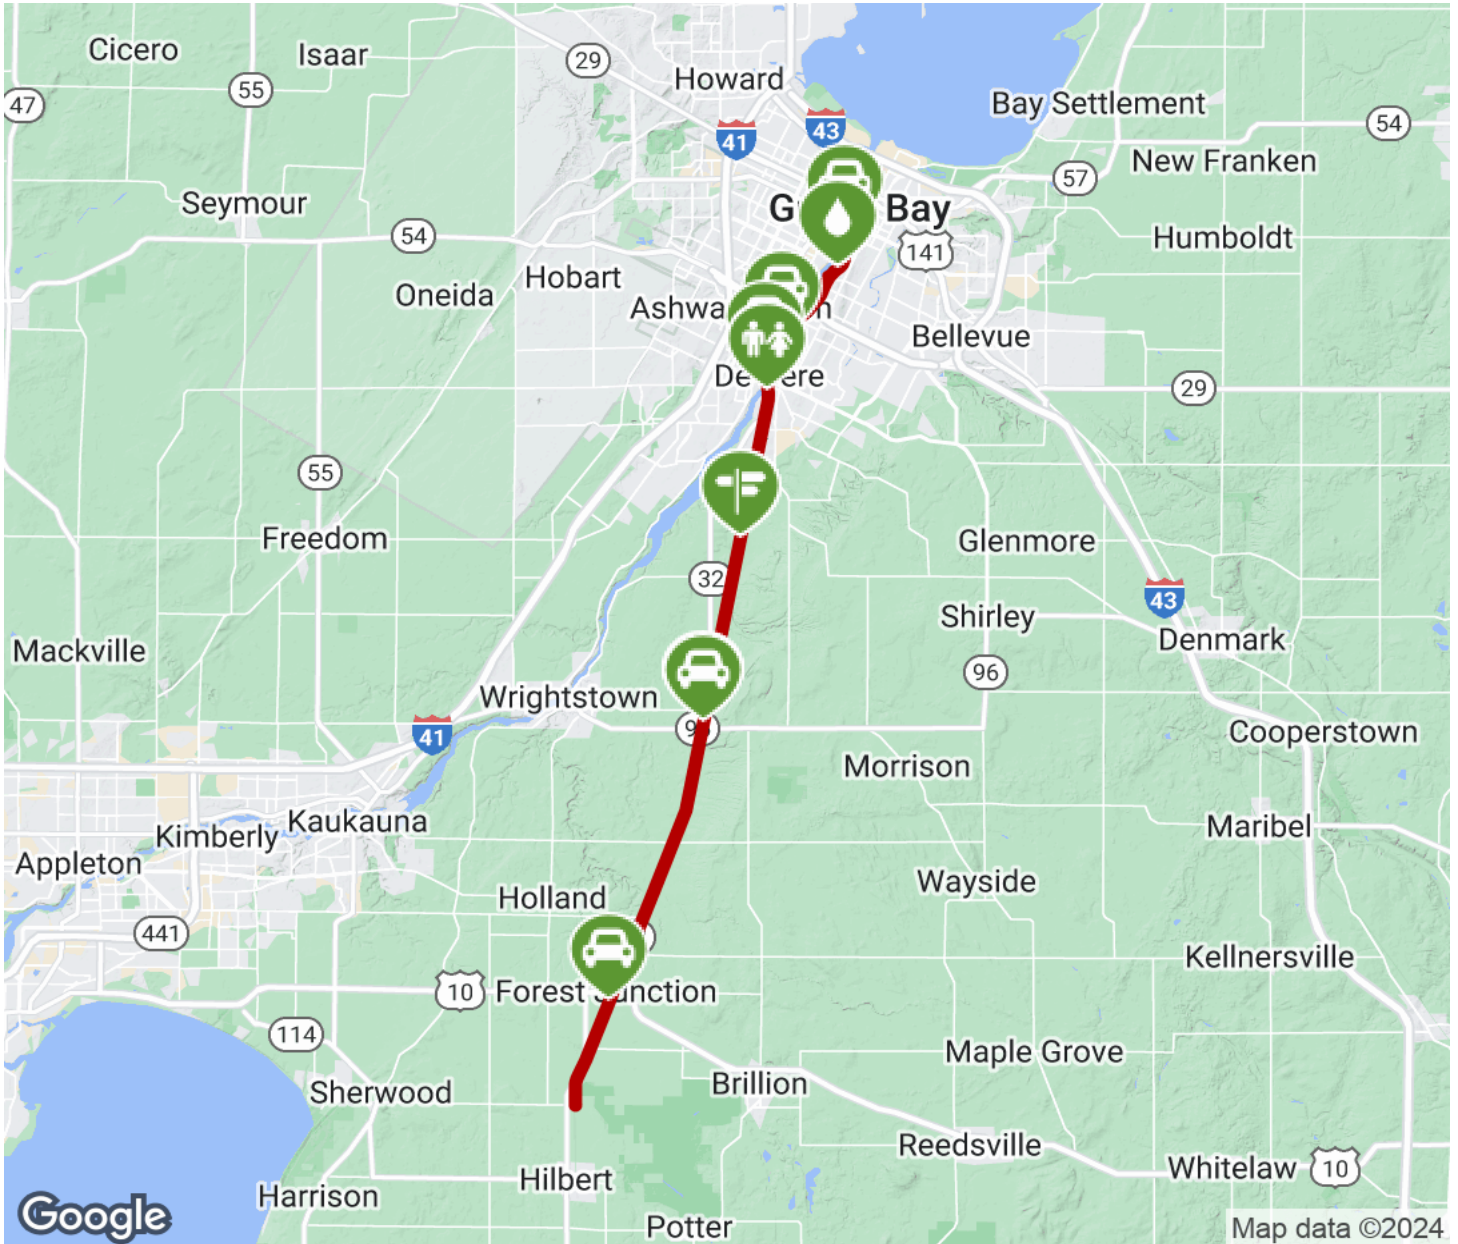 Cicero
Isaar
29
Howard
55
47
Bay Settlement
41
43
54
New Franken
57
Seymour
Bay
54
141
Humboldt
Hobart
Oneida
Ashwa
n
Bellevue
De
ere
29
55
Freedom
Glenmore
32
43
Shirley
Denmark
Mackville
96
Wrightstown
41
Cooperstown
Morrison
Kaukauna
Kimberly
Maribel
Appleton
Wayside
Holland
441
Kellnersville
10
Forest
nction
114
Maple Grove
Brillion
Sherwood
Reedsville
Whitelaw
10
Hilbert
Harrison
Potter
Google
Map data ©2024